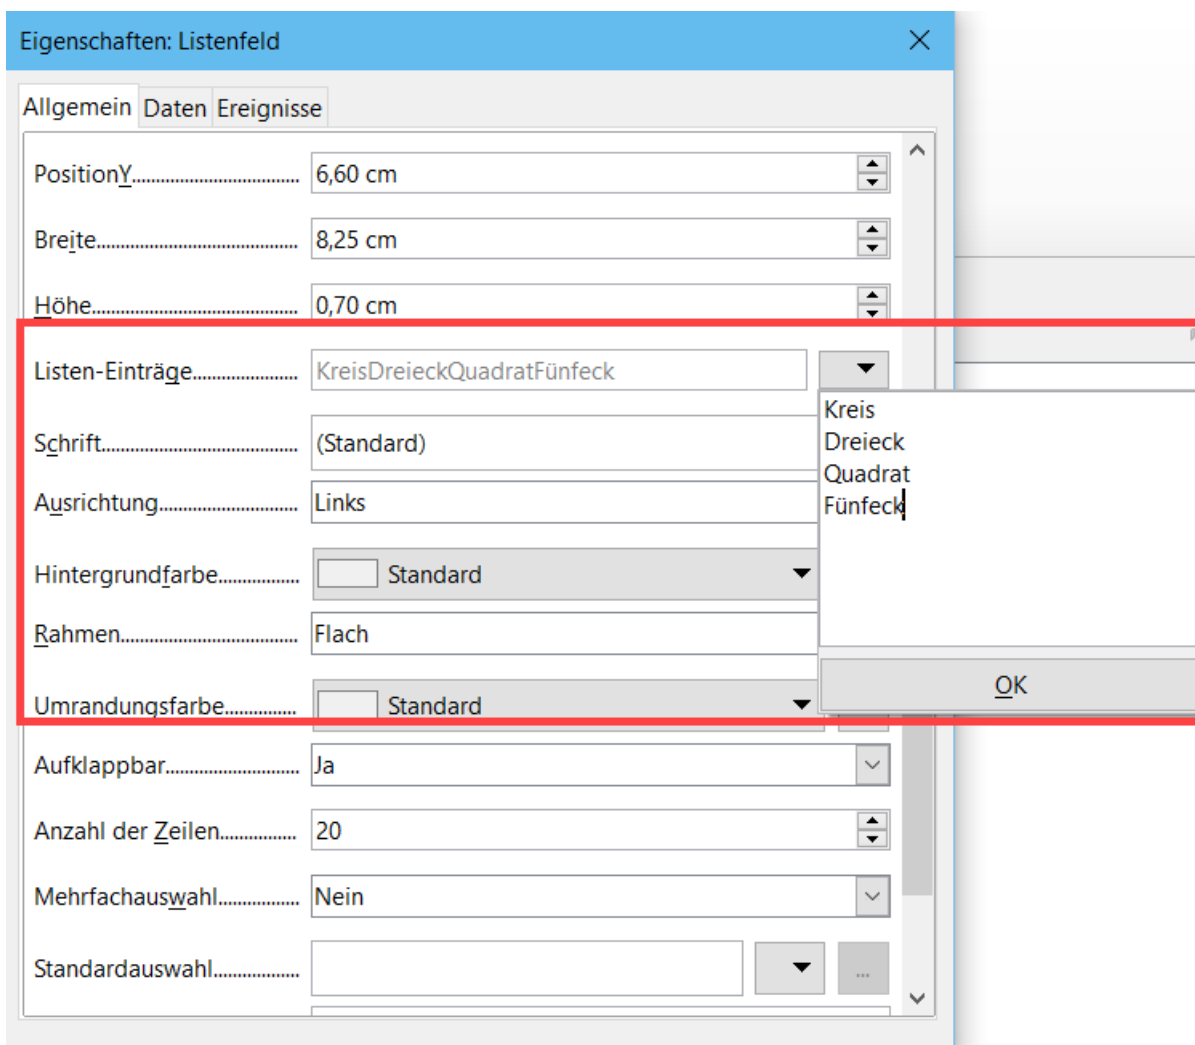 Eigenschaften: Listenfeld
Allgemein Daten Ereignisse
PositionY.................................. 6,60 cm
Breite......................................... 8,25 cm
Höhe.......................................... 0,70 cm
Listen-Einträge...................... KreisDreieckQuadratFünfeck
Kreis
Dreieck
Quadrat
Fünfeck
Schrift........................................ (Standard)
Ausrichtung............................ Links
Hintergrundfarbe................. Standard
Rahmen.................................... Flach
OK
Umrandungsfarbe............... Standard
Aufklappbar............................ Ja
Anzahl der Zeilen................ 20
Mehrfachauswahl................. Nein
Standardauswahl.................. ...